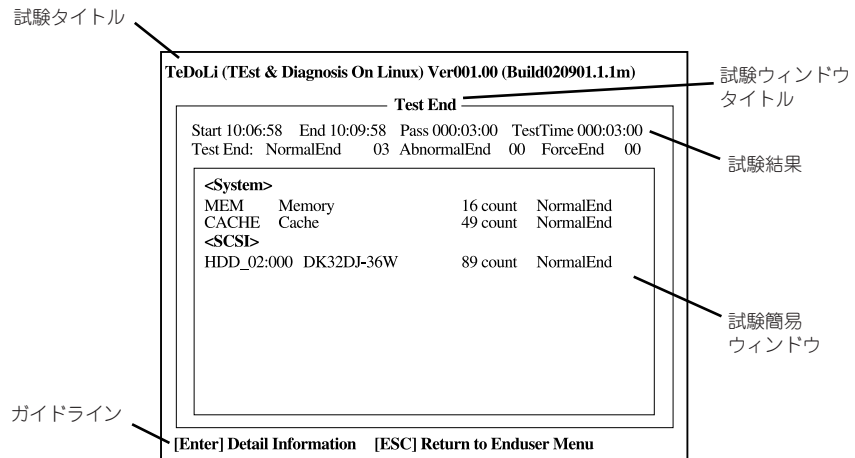 試験タイトル
TeDoLi (TEst & Diagnosis On Linux) Ver001.00 (Build020901.1.1m)
試験ウィンドウ
タイトル
Test End
Start 10:06:58 End 10:09:58 Pass 000:03:00 TestTime 000:03:00
Test End: NormalEnd 03 AbnormalEnd 00 ForceEnd 00
試験結果
<System>
MEM Memory 16 count NormalEnd
CACHE Cache 49 count NormalEnd
<SCSI>
HDD_02:000 DK32DJ-36W 89 count NormalEnd
試験簡易
ウィンドウ
ガイドライン
[Enter] Detail Information [ESC] Return to Enduser Menu